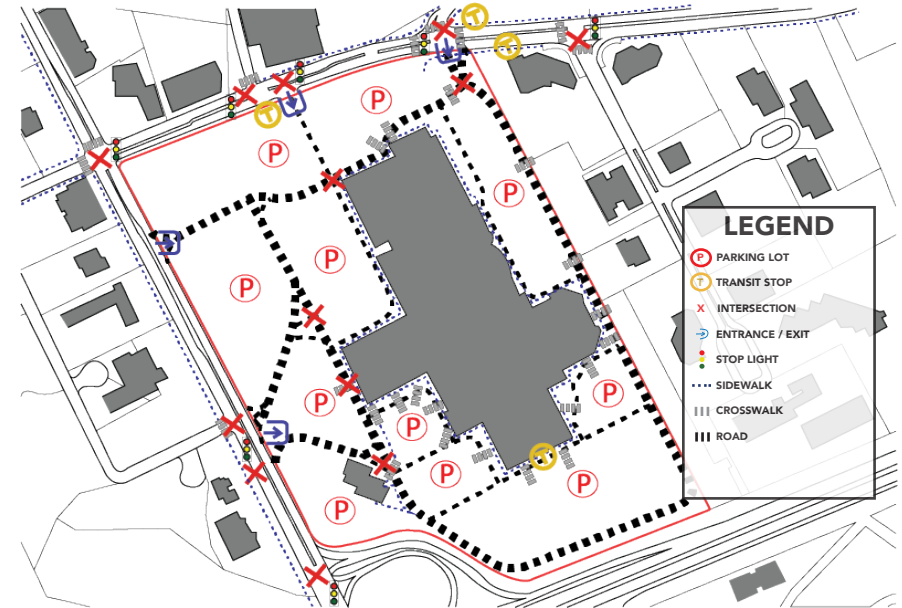 T
T
T
P
P
P
P
P
LEGEND
P PARKING LOT
T TRANSIT STOP
X INTERSECTION
ENTRANCE / EXIT
STOP LIGHT
SIDEWALK
CROSSWALK
ROAD
P
P
P
P
T
P
P